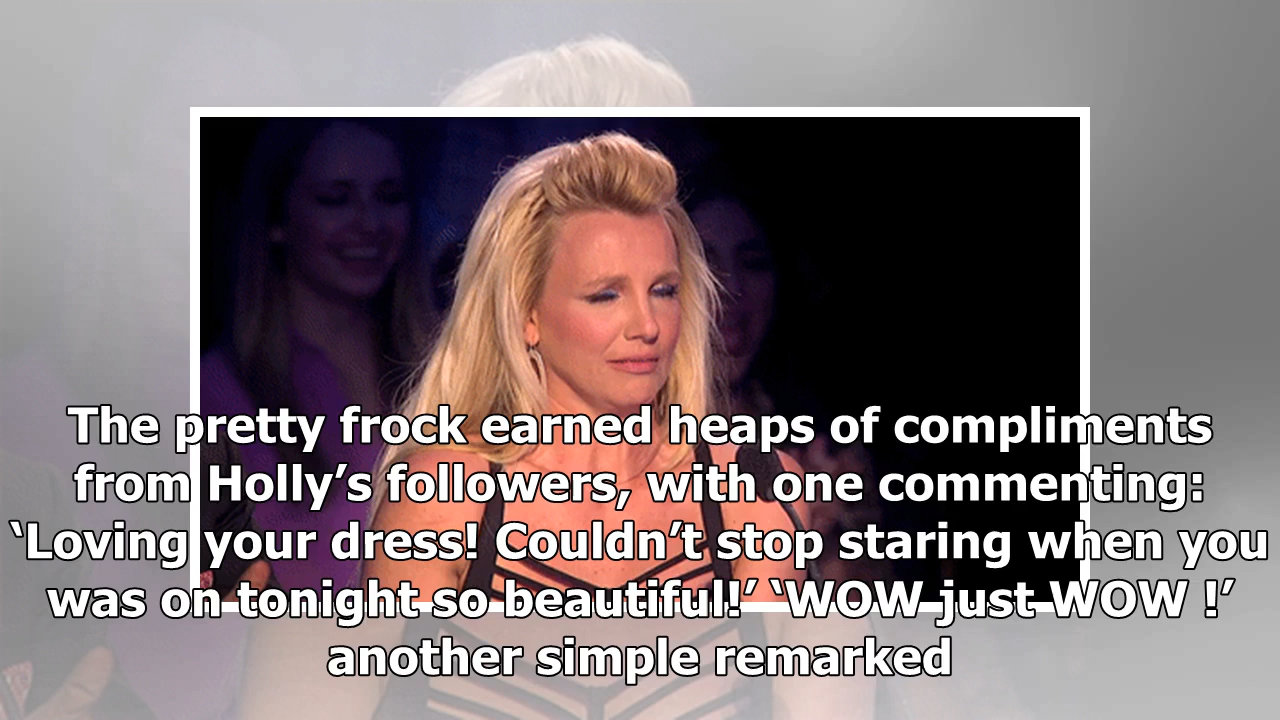 The pretty frock earned heaps of compliments
from Holly’s followers, with one commenting:
‘Loving your dress! Couldn’t stop staring when you
was on tonight so beautiful!’ ‘WOW just WOW !’
another simple remarked